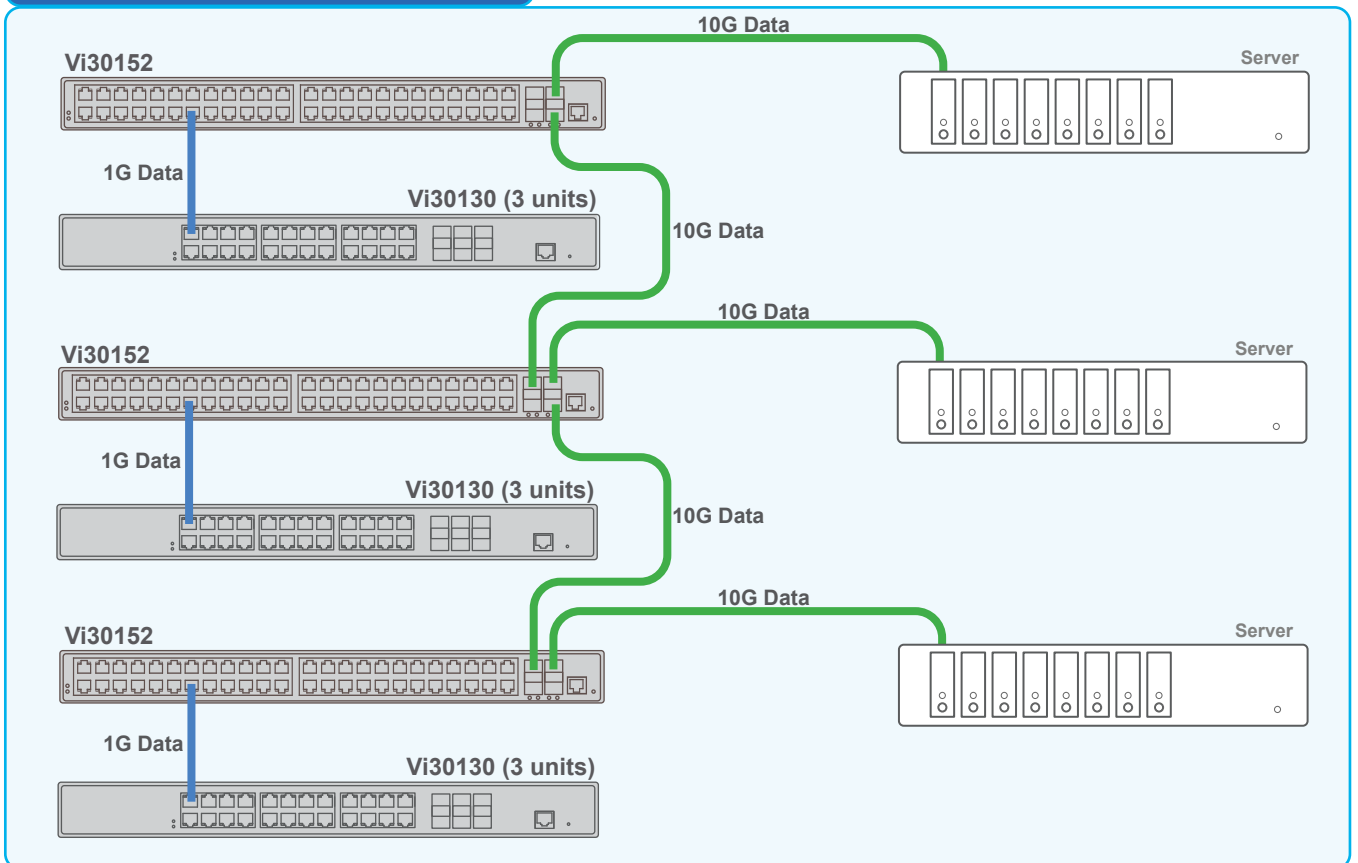 10G Data
Vi30152
Server
1G Data
Vi30130 (3 units)
10G Data
10G Data
Vi30152
Server
1G Data
Vi30130 (3 units)
10G Data
10G Data
Vi30152
Server
1G Data
Vi30130 (3 units)